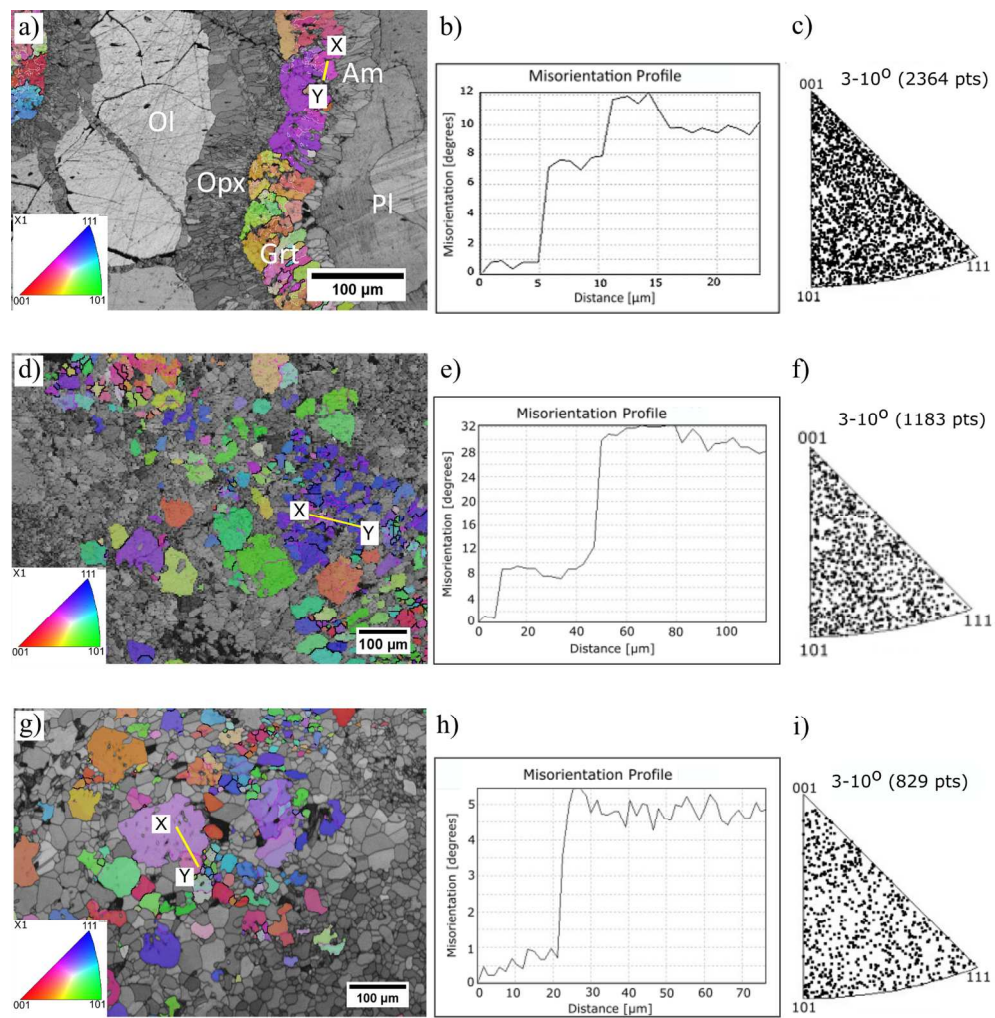 a)
X
Am
Y
Ol
Opx
Pl
Grt
X1
111
001
101
100 µm
b)
Misorientation Profile
Misorientation [degrees]
12
10
8
6
4
2
0
0
5
10
15
20
Distance [µm]
c)
3-10° (2364 pts)
001
111
101
d)
X
Y
X1
111
001
101
100 µm
e)
Misorientation Profile
Misorientation [degrees]
32
28
24
20
16
12
8
4
0
0
20
40
60
80
100
Distance [µm]
f)
3-10° (1183 pts)
001
111
101
g)
X
Y
X1
111
001
101
100 µm
h)
Misorientation Profile
Misorientation [degrees]
5
4
3
2
1
0
0
10
20
30
40
50
60
70
Distance [µm]
i)
3-10° (829 pts)
001
111
101